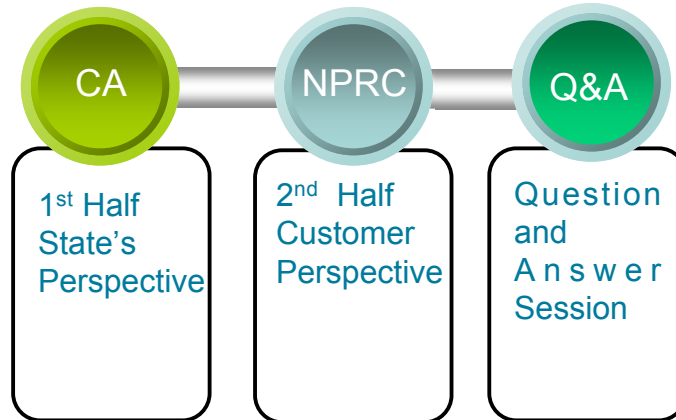 CA
NPRC
Q&A
1st Half
State's
Perspective
2nd Half
Customer
Perspective
Question
and
Answer
Session